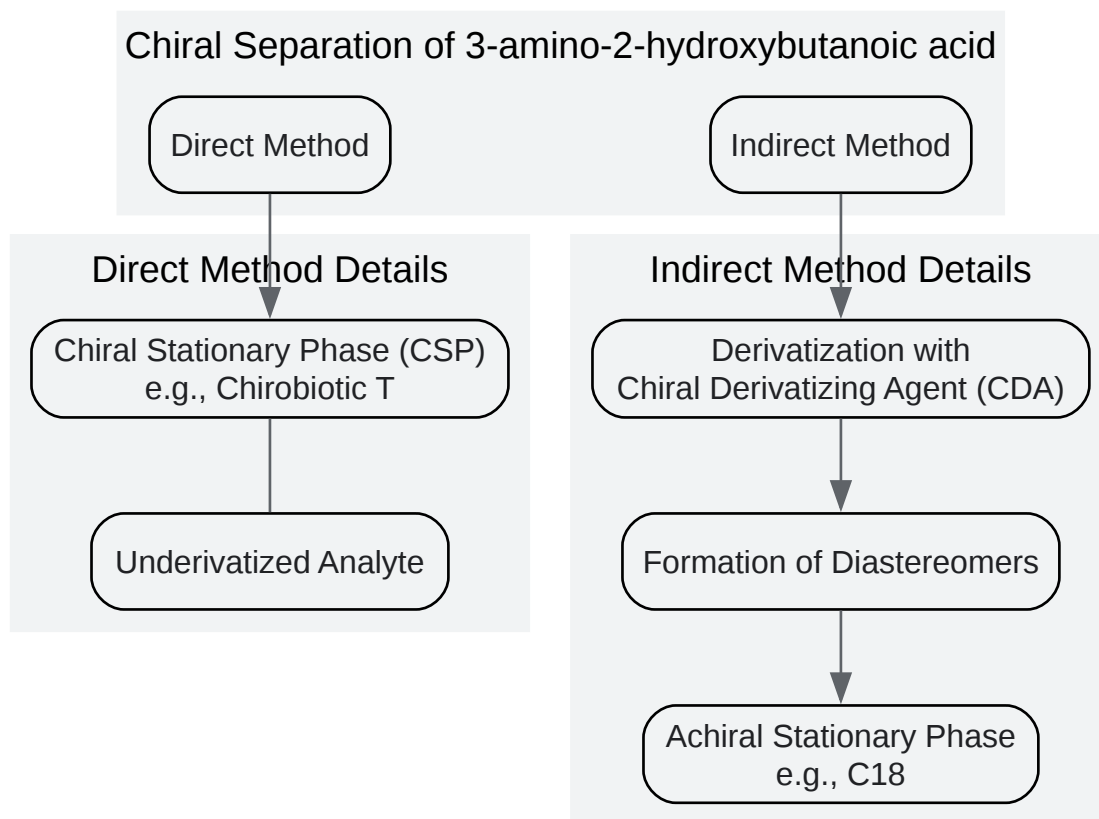 Chiral Separation of 3-amino-2-hydroxybutanoic acid
Direct Method
Indirect Method
Direct Method Details
Chiral Stationary Phase (CSP)
e.g., Chirobiotic T
Underivatized Analyte
Indirect Method Details
Derivatization with
Chiral Derivatizing Agent (CDA)
Formation of Diastereomers
Achiral Stationary Phase
e.g., C18